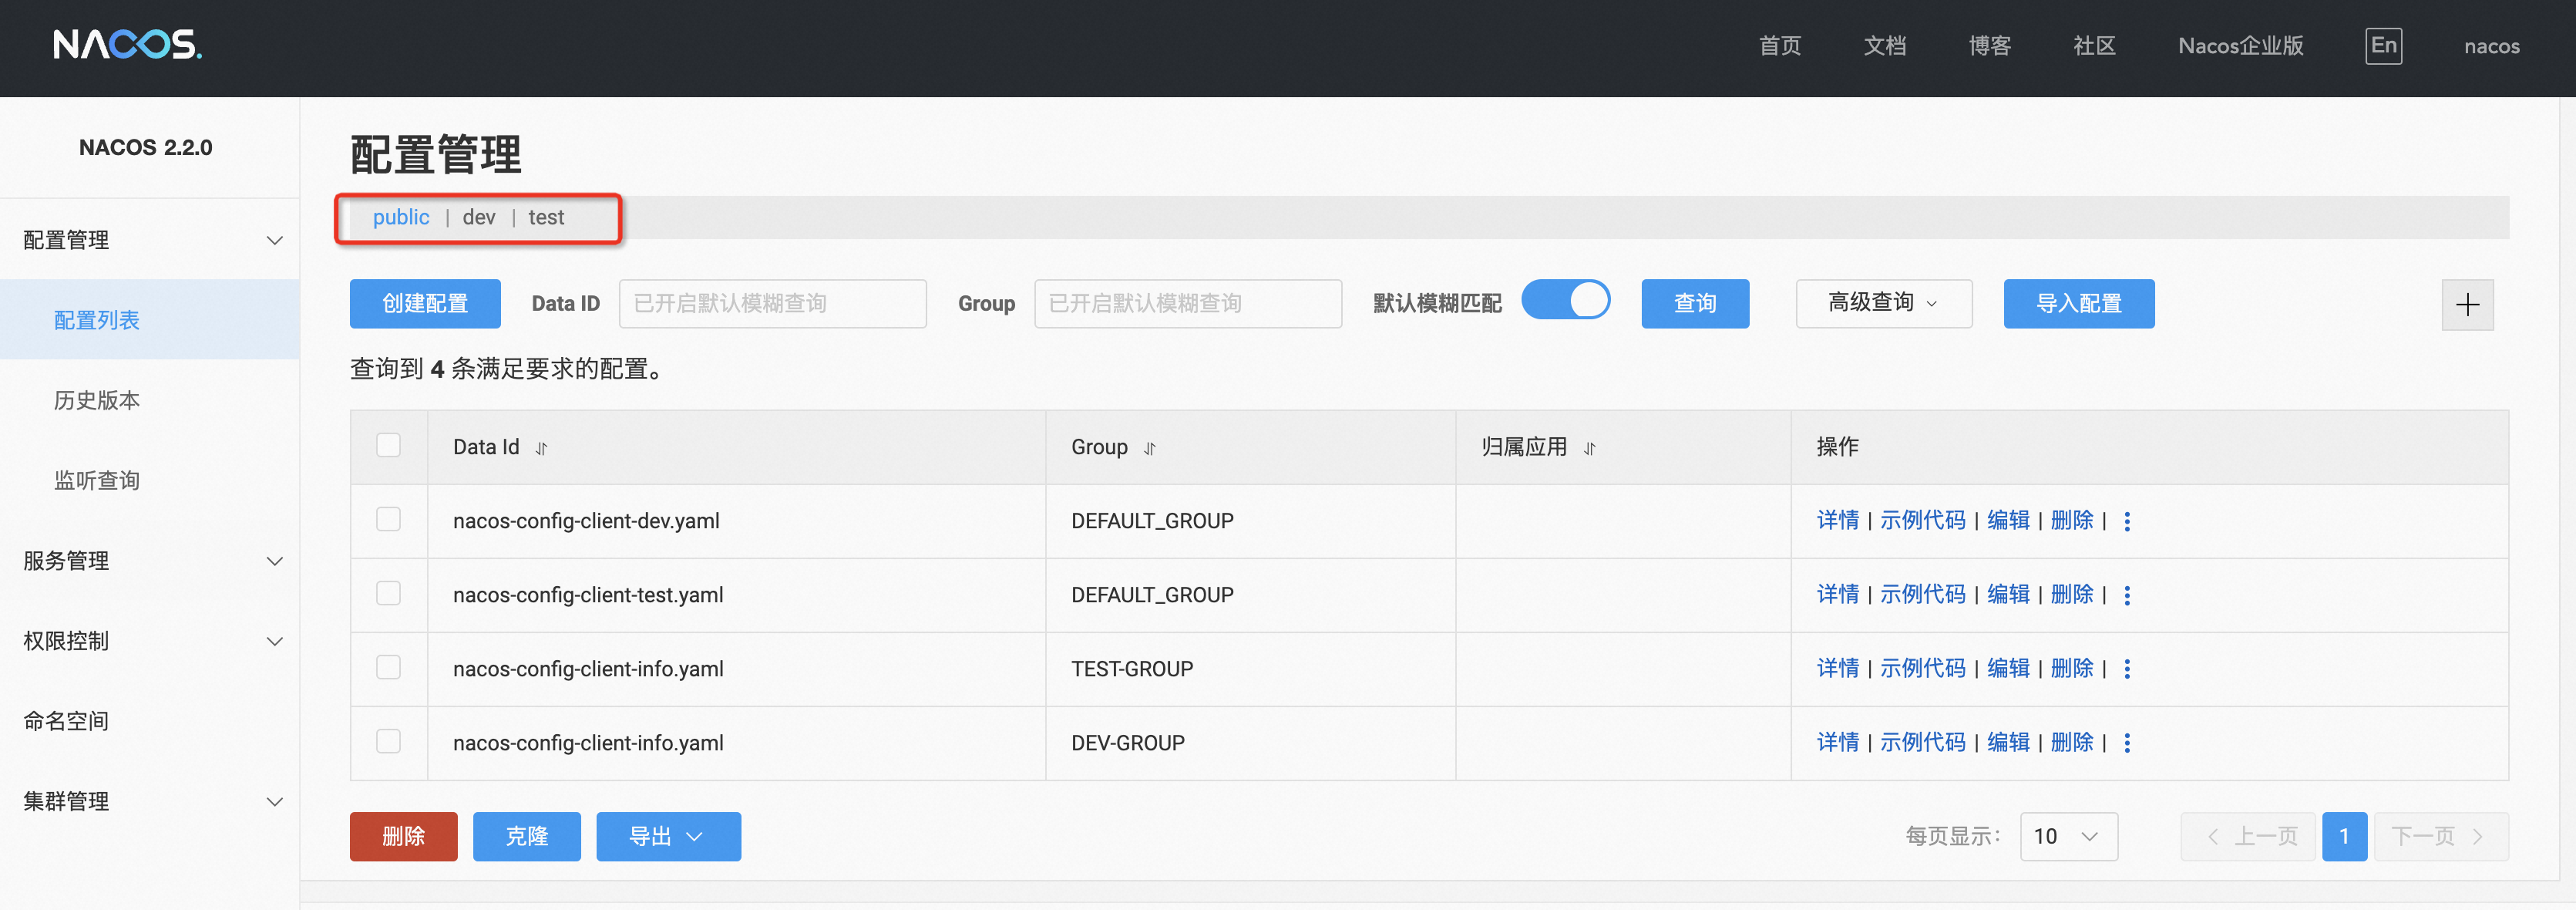 NACOS.
首页 文档 博客 社区 Nacos企业版 En nacos
NACOS 2.2.0
配置管理
配置列表
历史版本
监听查询
服务管理
权限控制
命名空间
集群管理
配置管理
public | dev | test
创建配置 Data ID 已开启默认模糊查询 Group 已开启默认模糊查询 默认模糊匹配 查询 高级查询 导入配置
查询到 4 条满足要求的配置。
Data Id Group 归属应用 操作
nacos-config-client-dev.yaml DEFAULT_GROUP 详情 | 示例代码 | 编辑 | 删除 |
nacos-config-client-test.yaml DEFAULT_GROUP 详情 | 示例代码 | 编辑 | 删除 |
nacos-config-client-info.yaml TEST-GROUP 详情 | 示例代码 | 编辑 | 删除 |
nacos-config-client-info.yaml DEV-GROUP 详情 | 示例代码 | 编辑 | 删除 |
删除 克隆 导出 每页显示： 10 上一页 1 下一页